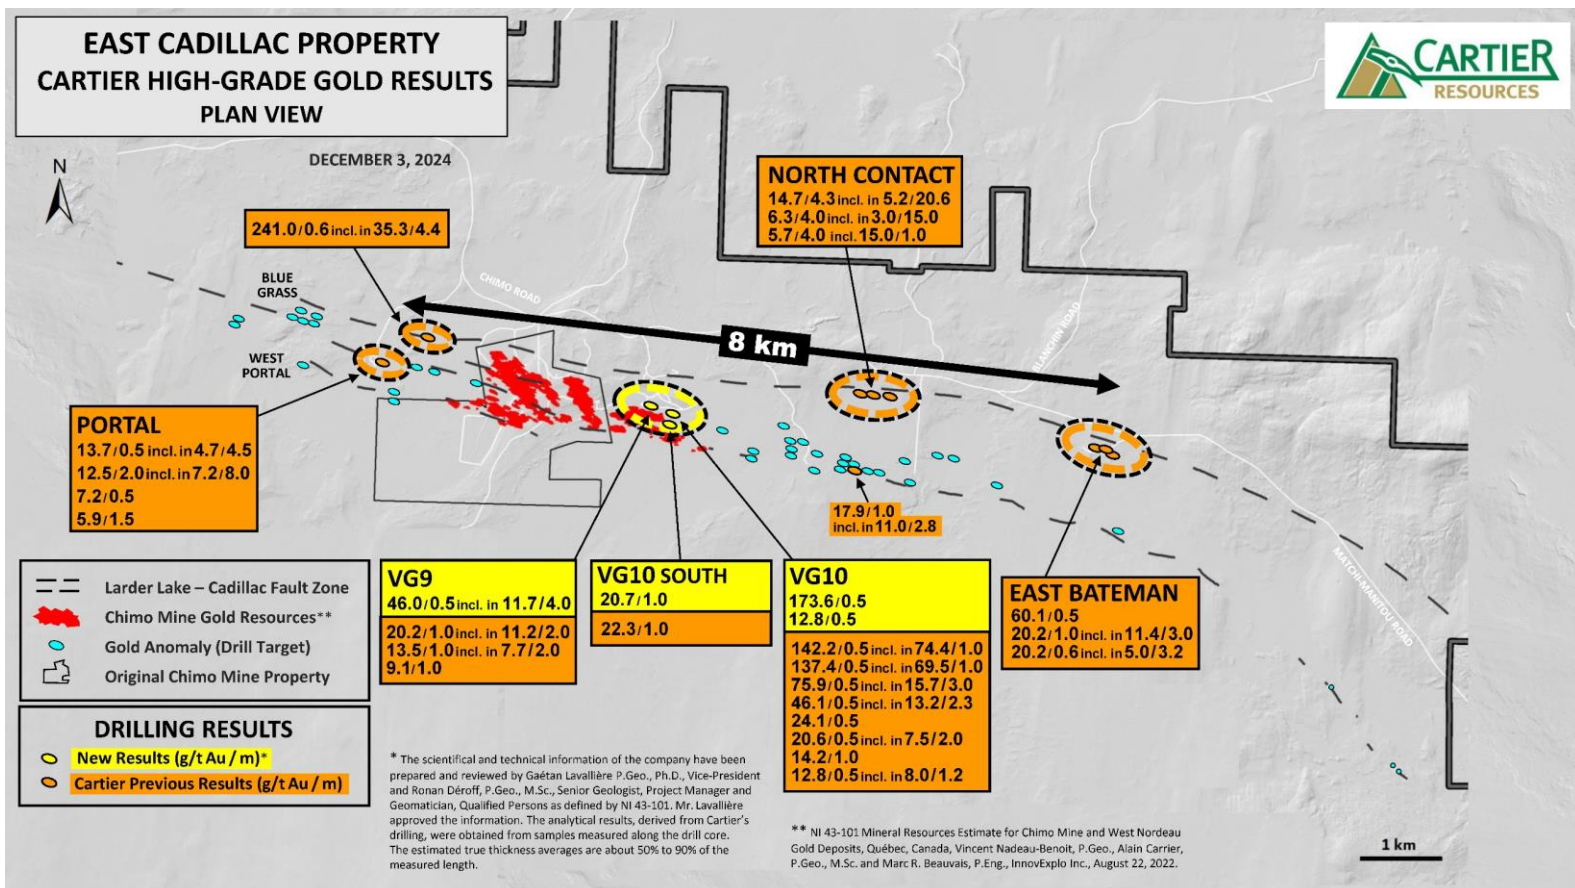 EAST CADILLAC PROPERTY
CARTIER HIGH-GRADE GOLD RESULTS
PLAN VIEW
CARTIER
RESOURCES
DECEMBER 3, 2024
N
241.0/0.6 incl. in 35.3/4.4
NORTH CONTACT
14.7/4.3 incl. in 5.2/20.6
6.3/4.0 incl. in 3.0/15.0
5.7/4.0 incl. 15.0/1.0
BLUE
GRASS
CHIMO ROAD
8 km
BLANCHIN ROAD
WEST
PORTAL
PORTAL
13.7/0.5 incl. in 4.7/4.5
12.5/2.0 incl. in 7.2/8.0
7.2/0.5
5.9/1.5
17.9/1.0
incl. in 11.0/2.8
MATCHI-MANITOU ROAD
VG9
46.0/0.5 incl. in 11.7/4.0
20.2/1.0 incl. in 11.2/2.0
13.5/1.0 incl. in 7.7/2.0
9.1/1.0
VG10 SOUTH
20.7/1.0
22.3/1.0
VG10
173.6/0.5
12.8/0.5
142.2/0.5 incl. in 74.4/1.0
137.4/0.5 incl. in 69.5/1.0
75.9/0.5 incl. in 15.7/3.0
46.1/0.5 incl. in 13.2/2.3
24.1/0.5
20.6/0.5 incl. in 7.5/2.0
14.2/1.0
12.8/0.5 incl. in 8.0/1.2
EAST BATEMAN
60.1/0.5
20.2/1.0 incl. in 11.4/3.0
20.2/0.6 incl. in 5.0/3.2
Larder Lake – Cadillac Fault Zone
Chimo Mine Gold Resources**
Gold Anomaly (Drill Target)
Original Chimo Mine Property
DRILLING RESULTS
New Results (g/t Au / m)*
Cartier Previous Results (g/t Au / m)
* The scientifical and technical information of the company have been
prepared and reviewed by Gaétan Lavallière P.Geo., Ph.D., Vice-President
and Ronan Déroff, P.Geo., M.Sc., Senior Geologist, Project Manager and
Geomatician, Qualified Persons as defined by NI 43-101. Mr. Lavallière
approved the information. The analytical results, derived from Cartier's
drilling, were obtained from samples measured along the drill core.
The estimated true thickness averages are about 50% to 90% of the
measured length.
** NI 43-101 Mineral Resources Estimate for Chimo Mine and West Nordeau
Gold Deposits, Québec, Canada, Vincent Nadeau-Benoit, P.Geo., Alain Carrier,
P.Geo., M.Sc. and Marc R. Beauvais, P.Eng., InnovExplo Inc., August 22, 2022.
1 km